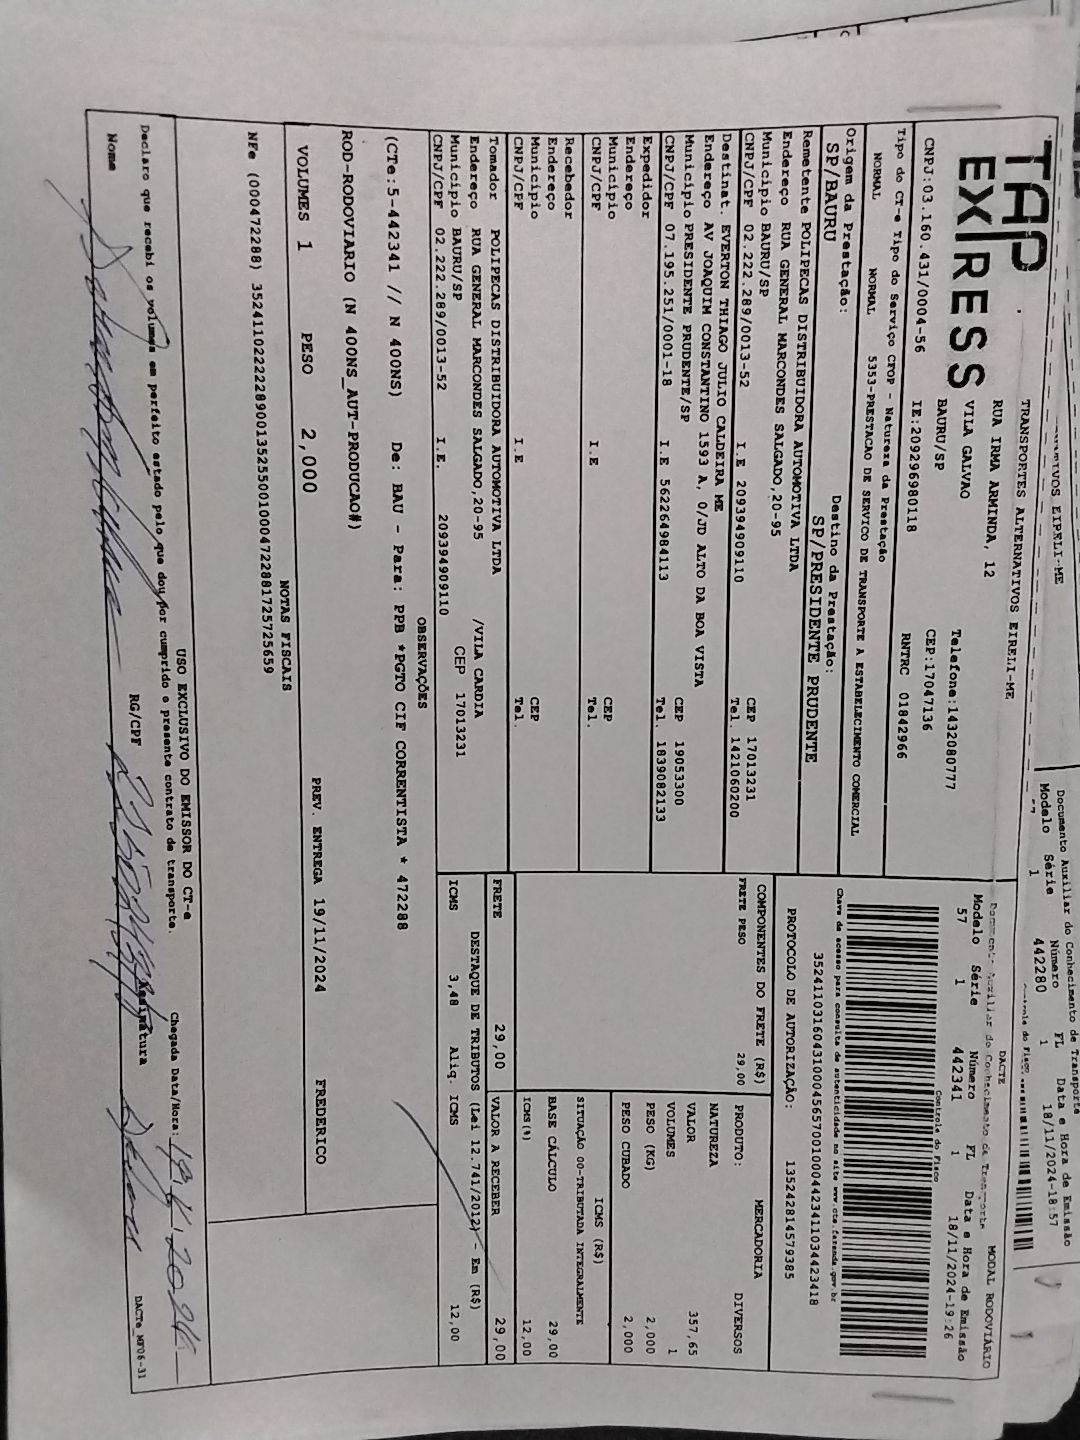 Documento Auxiliar do Conhecimento de Transporte
Modelo Série Número FL Data e Hora de Emissão
1 442280 1 18/11/2024-18:57
TAP EXPRESS
TRANSPORTES ALTERNATIVOS EIRELI-ME
RUA IRMA ARMINDA, 12
VILA GALVAO
BAURU/SP
Telefone:1432080777
CEP:17047136
CNPJ:03.160.431/0004-56 IE:209296980118 RNTRC 01842966
DACTE MODAL RODOVIÁRIO
Documento Auxiliar do Conhecimento de Transporte
Modelo Série Número FL Data e Hora de Emissão
57 1 442341 1 18/11/2024-19:26
Controle do Fisco
Tipo do CT-e Tipo do Serviço CFOP - Natureza da Prestação
NORMAL NORMAL 5353-PRESTACAO DE SERVICO DE TRANSPORTE A ESTABELECIMENTO COMERCIAL
Chave de acesso para consulta de autenticidade no site www.cte.fazenda.gov.br
Origem da Prestação: Destino da Prestação:
SP/BAURU SP/PRESIDENTE PRUDENTE
PROTOCOLO DE AUTORIZAÇÃO: 135242814579385
Remetente POLIPECAS DISTRIBUIDORA AUTOMOTIVA LTDA
Endereço RUA GENERAL MARCONDES SALGADO,20-95
Município BAURU/SP CEP 17013231
CNPJ/CPF 02.222.289/0013-52 I.E 209394909110 Tel. 1421060200
Destinat. EVERTON THIAGO JULIO CALDEIRA ME
Endereço AV JOAQUIM CONSTANTINO 1593 A, 0/JD ALTO DA BOA VISTA
Município PRESIDENTE PRUDENTE/SP CEP 19053300
CNPJ/CPF 07.195.251/0001-18 I.E 562264984113 Tel. 1839082133
Expedidor
Endereço
Município CEP
CNPJ/CPF I.E Tel.
Recebedor
Endereço
Município CEP
CNPJ/CPF I.E Tel.
Tomador POLIPECAS DISTRIBUIDORA AUTOMOTIVA LTDA
Endereço RUA GENERAL MARCONDES SALGADO,20-95 /VILA CARDIA
Município BAURU/SP CEP 17013231
CNPJ/CPF 02.222.289/0013-52 I.E. 209394909110
COMPONENTES DO FRETE (R$)
FRETE PESO 29,00
PRODUTO: MERCADORIA
NATUREZA DIVERSOS
VALOR 357,65
VOLUMES 1
PESO (KG) 2,000
PESO CUBADO 2,000
ICMS (R$)
SITUAÇÃO 00-TRIBUTADA INTEGRALMENTE
BASE CÁLCULO 29,00
ICMS(%) 12,00
FRETE 29,00 VALOR A RECEBER 29,00
DESTAQUE DE TRIBUTOS (Lei 12.741/2012) - Em (R$)
ICMS 3,48 Aliq. ICMS 12,00
OBSERVAÇÕES
(CTe:5-442341 // N 400NS) De: BAU - Para: PPB *PGTO CIF CORRENTISTA * 472288
ROD-RODOVIARIO (N 400NS_AUT-PRODUCAO#)
VOLUMES 1 PESO 2,000 PREV. ENTREGA 19/11/2024 FREDERICO
NOTAS FISCAIS
USO EXCLUSIVO DO EMISSOR DO CT-e
Declaro que recebi os volumes em perfeito estado pelo que dou por cumprido o presente contrato de transporte. Chegada Data/Hora:
Nome RG/CPF Assinatura
DACTe_MF06-31